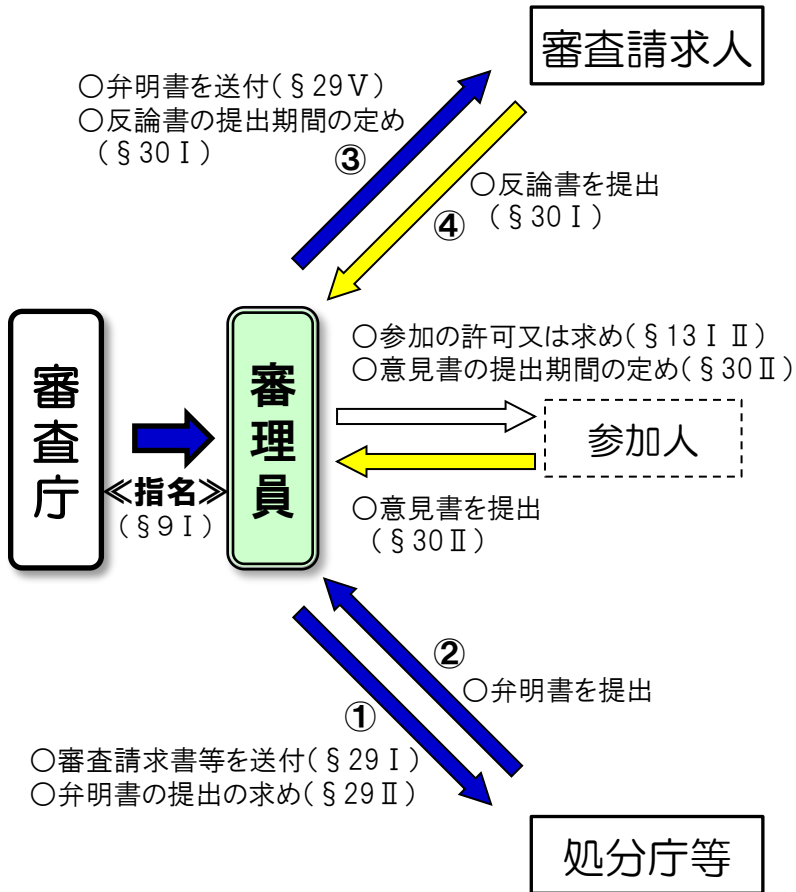 審査請求人
○弁明書を送付(§29Ⅴ)
○反論書の提出期間の定め
(§30Ⅰ)
③
○反論書を提出
(§30Ⅰ)
④
審査庁
≪指名≫
(§9Ⅰ)
審理員
○参加の許可又は求め(§13ⅠⅡ)
○意見書の提出期間の定め(§30Ⅱ)
参加人
○意見書を提出
(§30Ⅱ)
②
○弁明書を提出
①
○審査請求書等を送付(§29Ⅰ)
○弁明書の提出の求め(§29Ⅱ)
処分庁等